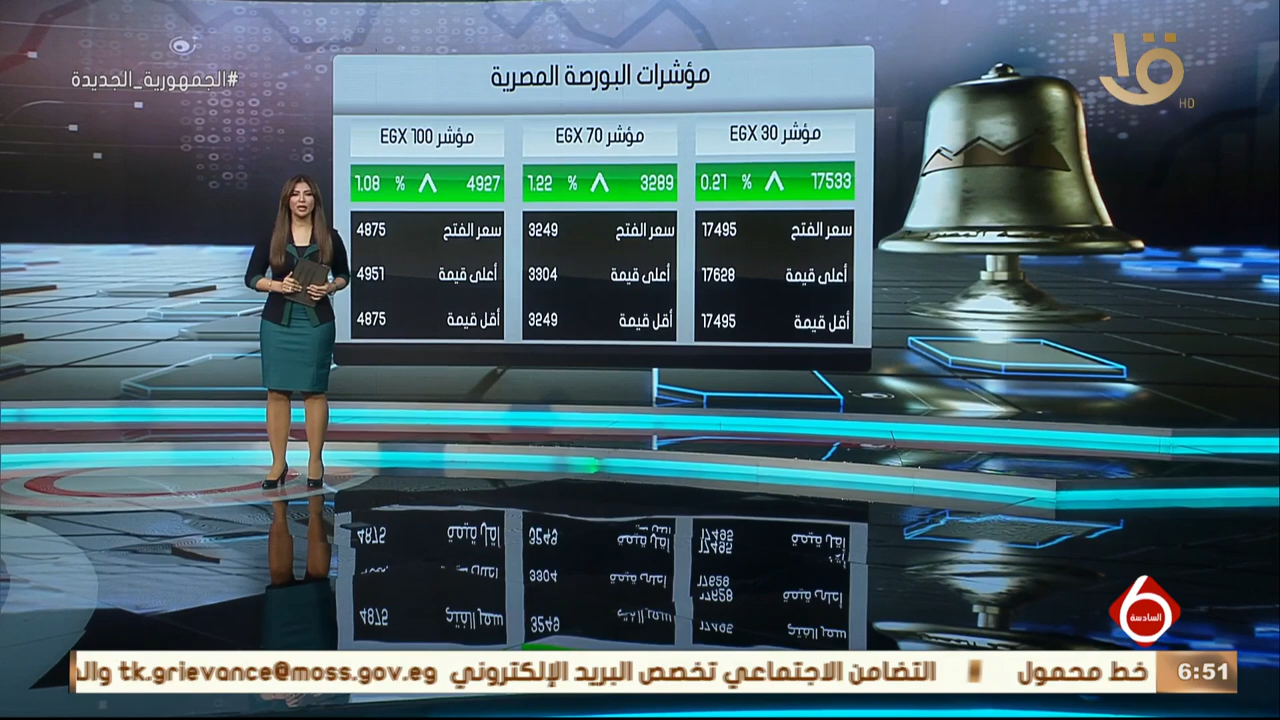 #الجمهورية_الجديدة
HD
مؤشرات البورصة المصرية
مؤشر EGX 30
17533 0.21 %
سعر الفتح 17495
أعلى قيمة 17628
أقل قيمة 17495
مؤشر EGX 70
3289 1.22 %
سعر الفتح 3249
أعلى قيمة 3304
أقل قيمة 3249
مؤشر EGX 100
4927 1.08 %
سعر الفتح 4875
أعلى قيمة 4951
أقل قيمة 4875
6 السادسة
6:51 خط محمول التضامن الاجتماعي تخصص البريد الإلكتروني tk.grievance@moss.gov.eg